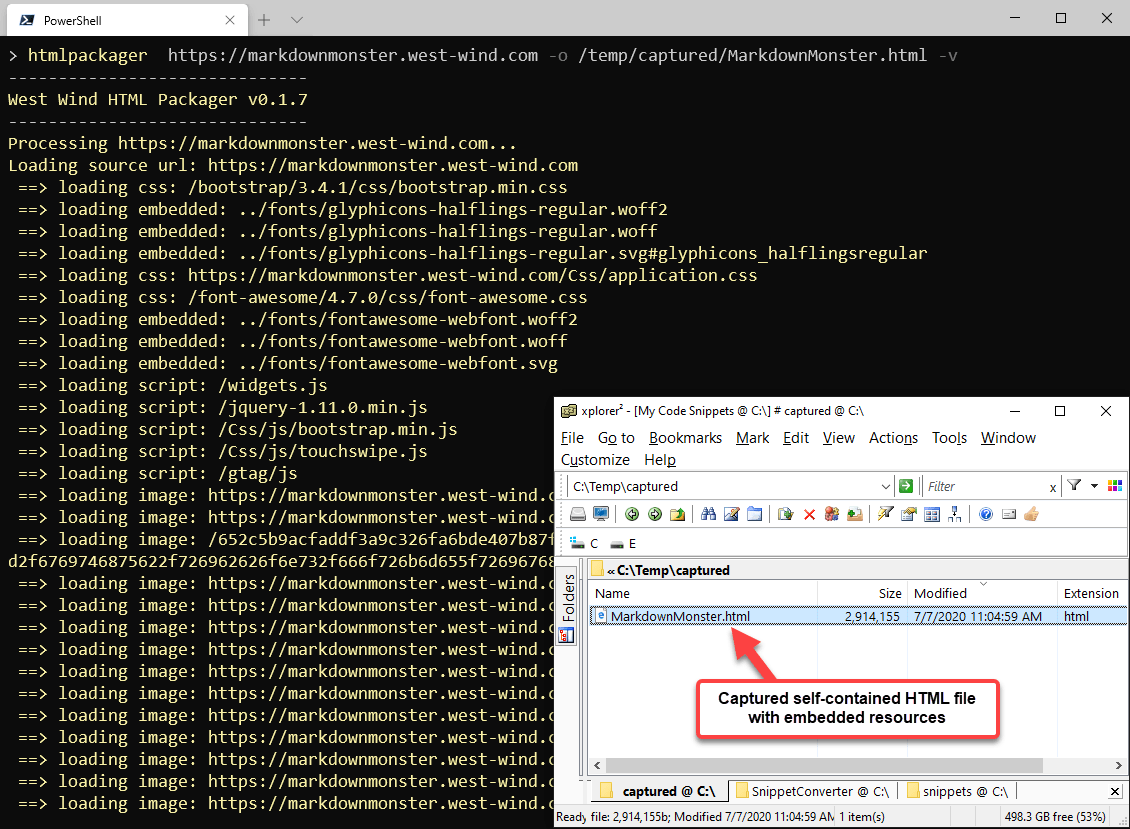 PowerShell
> htmlpackager https://markdownmonster.west-wind.com -o /temp/captured/MarkdownMonster.html -v
------------------------------
West Wind HTML Packager v0.1.7
------------------------------
Processing https://markdownmonster.west-wind.com...
Loading source url: https://markdownmonster.west-wind.com
==> loading css: /bootstrap/3.4.1/css/bootstrap.min.css
==> loading embedded: ../fonts/glyphicons-halflings-regular.woff2
==> loading embedded: ../fonts/glyphicons-halflings-regular.woff
==> loading embedded: ../fonts/glyphicons-halflings-regular.svg#glyphicons_halflingsregular
==> loading css: https://markdownmonster.west-wind.com/Css/application.css
==> loading css: /font-awesome/4.7.0/css/font-awesome.css
==> loading embedded: ../fonts/fontawesome-webfont.woff2
==> loading embedded: ../fonts/fontawesome-webfont.woff
==> loading embedded: ../fonts/fontawesome-webfont.svg
==> loading script: /widgets.js
==> loading script: /jquery-1.11.0.min.js
==> loading script: /Css/js/bootstrap.min.js
==> loading script: /Css/js/touchswipe.js
==> loading script: /gtag/js
==> loading image: https://markdownmonster.west-wind.c
==> loading image: https://markdownmonster.west-wind.c
==> loading image: /652c5b9acfaddf3a9c326fa6bde407b87f
d2f6769746875622f726962626f6e732f666f726b6d655f72696768
==> loading image: https://markdownmonster.west-wind.c
==> loading image: https://markdownmonster.west-wind.c
==> loading image: https://markdownmonster.west-wind.c
==> loading image: https://markdownmonster.west-wind.c
==> loading image: https://markdownmonster.west-wind.c
==> loading image: https://markdownmonster.west-wind.c
==> loading image: https://markdownmonster.west-wind.c
==> loading image: https://markdownmonster.west-wind.c
==> loading image: https://markdownmonster.west-wind.c
==> loading image: https://markdownmonster.west-wind.c
==> loading image: https://markdownmonster.west-wind.c
xplorer² - [My Code Snippets @ C:\] # captured @ C:\
File Go to Bookmarks Mark Edit View Actions Tools Window
Customize Help
C:\Temp\captured Filter x
C E
Folders
« C:\Temp\captured
Name Size Modified Extension
MarkdownMonster.html 2,914,155 7/7/2020 11:04:59 AM html
Captured self-contained HTML file
with embedded resources
captured @ C:\ SnippetConverter @ C:\ snippets @ C:\
Ready file: 2,914,155b; Modified 7/7/2020 11:04:59 AM 1 item(s) 498.3 GB free (53%)